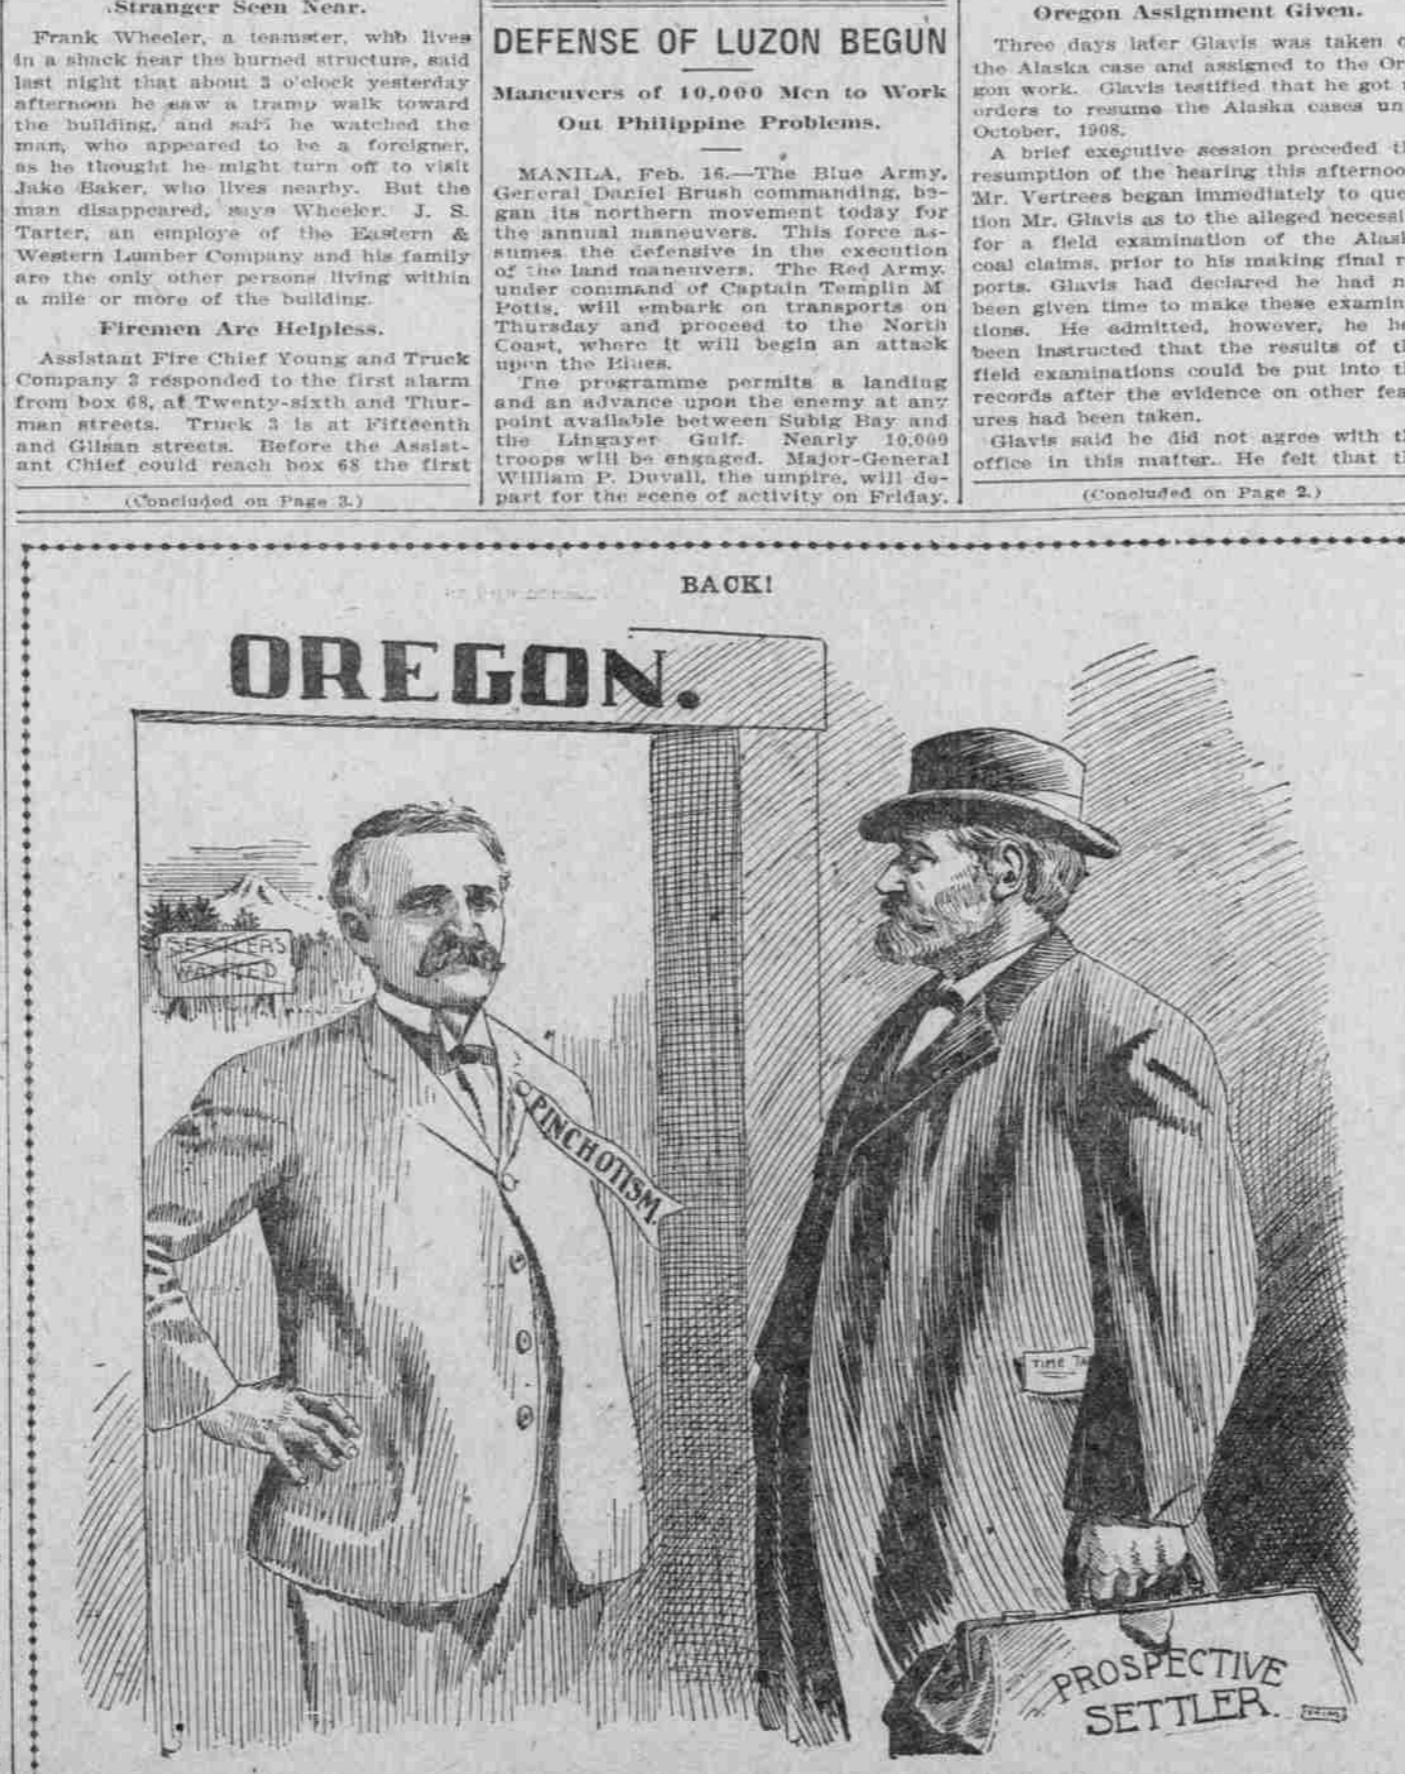 Stranger Seen Near.
Frank Wheeler, a teamster, who lives
in a shack near the burned structure, said
last night that about 3 o'clock yesterday
afternoon he saw a tramp walk toward
the building, and said he watched the
man, who appeared to be a foreigner,
as he thought he might turn off to visit
Jake Baker, who lives nearby. But the
man disappeared, says Wheeler. J. S.
Tarter, an employe of the Eastern &
Western Lumber Company and his family
are the only other persons living within
a mile or more of the building.
Firemen Are Helpless.
Assistant Fire Chief Young and Truck
Company 3 responded to the first alarm
from box 68, at Twenty-sixth and Thur-
man streets. Truck 3 is at Fifteenth
and Glisan streets. Before the Assist-
ant Chief could reach box 68 the first
(Concluded on Page 3.)
DEFENSE OF LUZON BEGUN
Maneuvers of 10,000 Men to Work
Out Philippine Problems.
MANILA, Feb. 16.—The Blue Army,
General Daniel Brush commanding, be-
gan its northern movement today for
the annual maneuvers. This force as-
sumes the defensive in the execution
of the land maneuvers. The Red Army,
under command of Captain Templin M
Potts, will embark on transports on
Thursday and proceed to the North
Coast, where it will begin an attack
upon the Blues.
The programme permits a landing
and an advance upon the enemy at any
point available between Subig Bay and
the Lingayer Gulf. Nearly 10,000
troops will be engaged. Major-General
William P. Duvall, the umpire, will de-
part for the scene of activity on Friday.
Oregon Assignment Given.
Three days later Glavis was taken o
the Alaska case and assigned to the Or
gon work. Glavis testified that he got
orders to resume the Alaska cases un
October, 1908.
A brief executive session preceded th
resumption of the hearing this afternoo
Mr. Vertrees began immediately to que
tion Mr. Glavis as to the alleged necessi
for a field examination of the Alask
coal claims, prior to his making final r
ports. Glavis had declared he had n
been given time to make these examin
tions. He admitted, however, he ha
been instructed that the results of th
field examinations could be put into th
records after the evidence on other fea
ures had been taken.
Glavis said he did not agree with th
office in this matter. He felt that th
(Concluded on Page 2.)
BACK!
OREGON.
SETTLERS
WANTED
PINCHOTISM.
TIME TA
PROSPECTIVE
SETTLER.